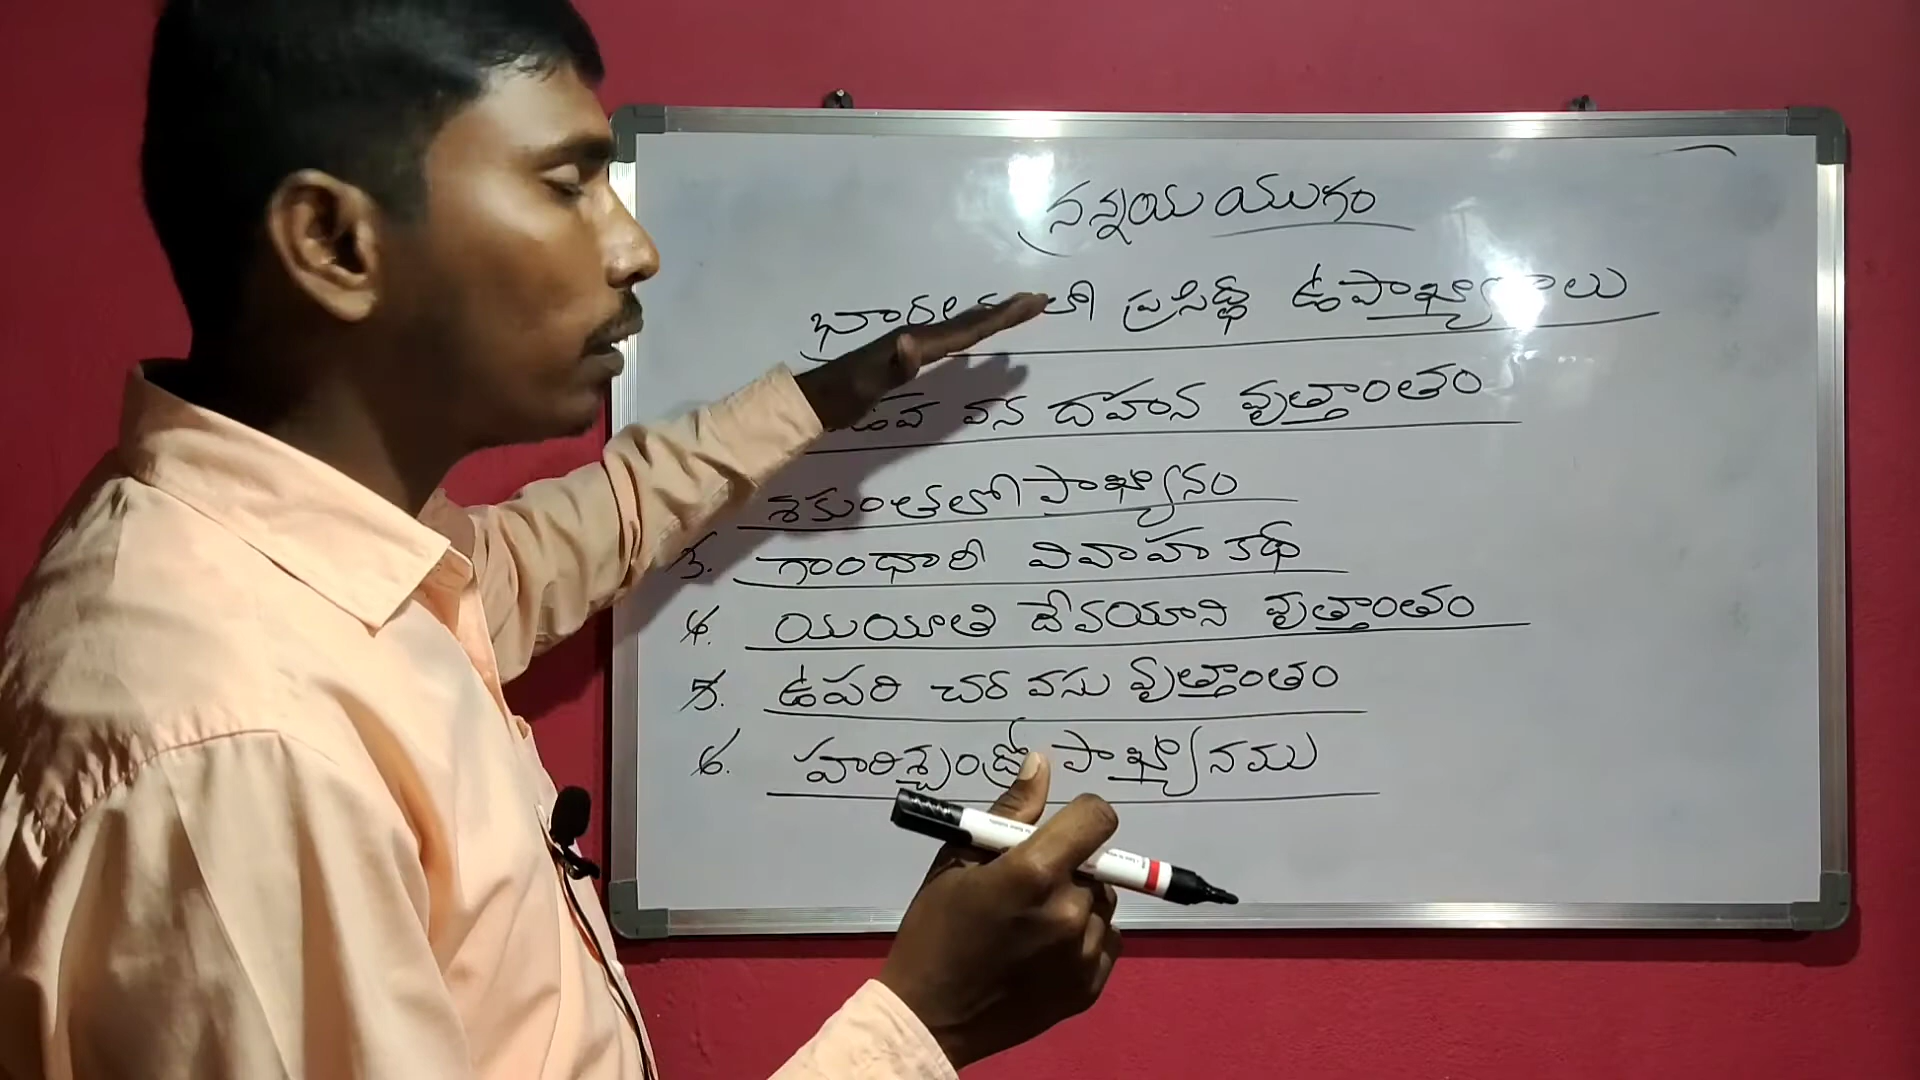 నన్నయ యుగం
ప్రసిద్ధ ఉపాఖ్యానాలు
వన దాహన వృత్తాంతం
శకుంతలోపాఖ్యానం
3. గాంధారి వివాహ కథ
4. యయాతి దేవయాని వృత్తాంతం
5. ఉపరి చర వసు వృత్తాంతం
6. హరిశ్చంద్రోపాఖ్యానము